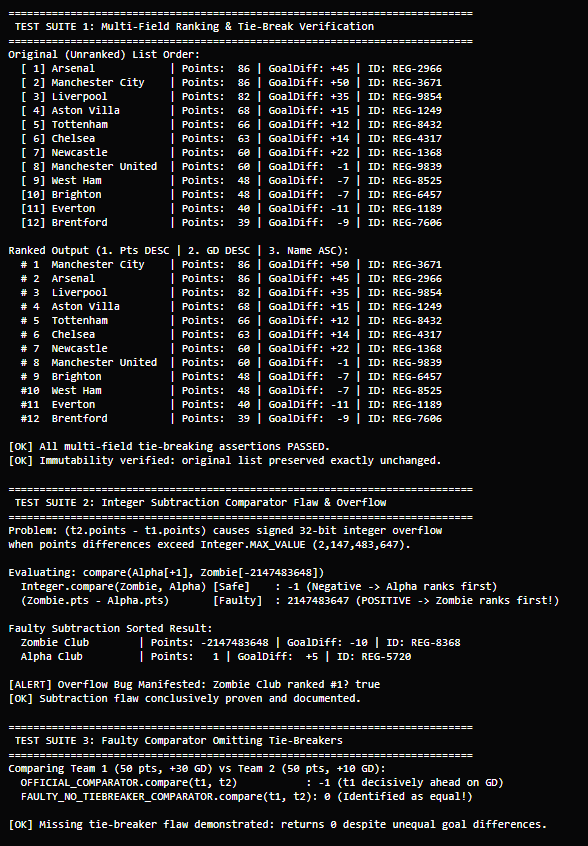 ===========================================================================
 TEST SUITE 1: Multi-Field Ranking & Tie-Break Verification
===========================================================================
Original (Unranked) List Order:
  [ 1] Arsenal            | Points:  86 | GoalDiff: +45 | ID: REG-2966
  [ 2] Manchester City    | Points:  86 | GoalDiff: +50 | ID: REG-3671
  [ 3] Liverpool          | Points:  82 | GoalDiff: +35 | ID: REG-9854
  [ 4] Aston Villa        | Points:  68 | GoalDiff: +15 | ID: REG-1249
  [ 5] Tottenham          | Points:  66 | GoalDiff: +12 | ID: REG-8432
  [ 6] Chelsea            | Points:  63 | GoalDiff: +14 | ID: REG-4317
  [ 7] Newcastle          | Points:  60 | GoalDiff: +22 | ID: REG-1368
  [ 8] Manchester United  | Points:  60 | GoalDiff:  -1 | ID: REG-9839
  [ 9] West Ham           | Points:  48 | GoalDiff:  -7 | ID: REG-8525
  [10] Brighton           | Points:  48 | GoalDiff:  -7 | ID: REG-6457
  [11] Everton            | Points:  40 | GoalDiff: -11 | ID: REG-1189
  [12] Brentford          | Points:  39 | GoalDiff:  -9 | ID: REG-7606

Ranked Output (1. Pts DESC | 2. GD DESC | 3. Name ASC):
  # 1  Manchester City    | Points:  86 | GoalDiff: +50 | ID: REG-3671
  # 2  Arsenal            | Points:  86 | GoalDiff: +45 | ID: REG-2966
  # 3  Liverpool          | Points:  82 | GoalDiff: +35 | ID: REG-9854
  # 4  Aston Villa        | Points:  68 | GoalDiff: +15 | ID: REG-1249
  # 5  Tottenham          | Points:  66 | GoalDiff: +12 | ID: REG-8432
  # 6  Chelsea            | Points:  63 | GoalDiff: +14 | ID: REG-4317
  # 7  Newcastle          | Points:  60 | GoalDiff: +22 | ID: REG-1368
  # 8  Manchester United  | Points:  60 | GoalDiff:  -1 | ID: REG-9839
  # 9  Brighton           | Points:  48 | GoalDiff:  -7 | ID: REG-6457
  #10  West Ham           | Points:  48 | GoalDiff:  -7 | ID: REG-8525
  #11  Everton            | Points:  40 | GoalDiff: -11 | ID: REG-1189
  #12  Brentford          | Points:  39 | GoalDiff:  -9 | ID: REG-7606

[OK] All multi-field tie-breaking assertions PASSED.
[OK] Immutability verified: original list preserved exactly unchanged.

===========================================================================
 TEST SUITE 2: Integer Subtraction Comparator Flaw & Overflow
===========================================================================
Problem: (t2.points - t1.points) causes signed 32-bit integer overflow
when points differences exceed Integer.MAX_VALUE (2,147,483,647).

Evaluating: compare(Alpha[+1], Zombie[-2147483648])
  Integer.compare(Zombie, Alpha) [Safe]   : -1 (Negative -> Alpha ranks first)
  (Zombie.pts - Alpha.pts)       [Faulty]  : 2147483647 (POSITIVE -> Zombie ranks first!)

Faulty Subtraction Sorted Result:
  Zombie Club        | Points: -2147483648 | GoalDiff: -10 | ID: REG-8368
  Alpha Club         | Points:   1 | GoalDiff:  +5 | ID: REG-5720

[ALERT] Overflow Bug Manifested: Zombie Club ranked #1? true
[OK] Subtraction flaw conclusively proven and documented.

===========================================================================
 TEST SUITE 3: Faulty Comparator Omitting Tie-Breakers
===========================================================================
Comparing Team 1 (50 pts, +30 GD) vs Team 2 (50 pts, +10 GD):
  OFFICIAL_COMPARATOR.compare(t1, t2)           : -1 (t1 decisively ahead on GD)
  FAULTY_NO_TIEBREAKER_COMPARATOR.compare(t1, t2): 0 (Identified as equal!)

[OK] Missing tie-breaker flaw demonstrated: returns 0 despite unequal goal differences.